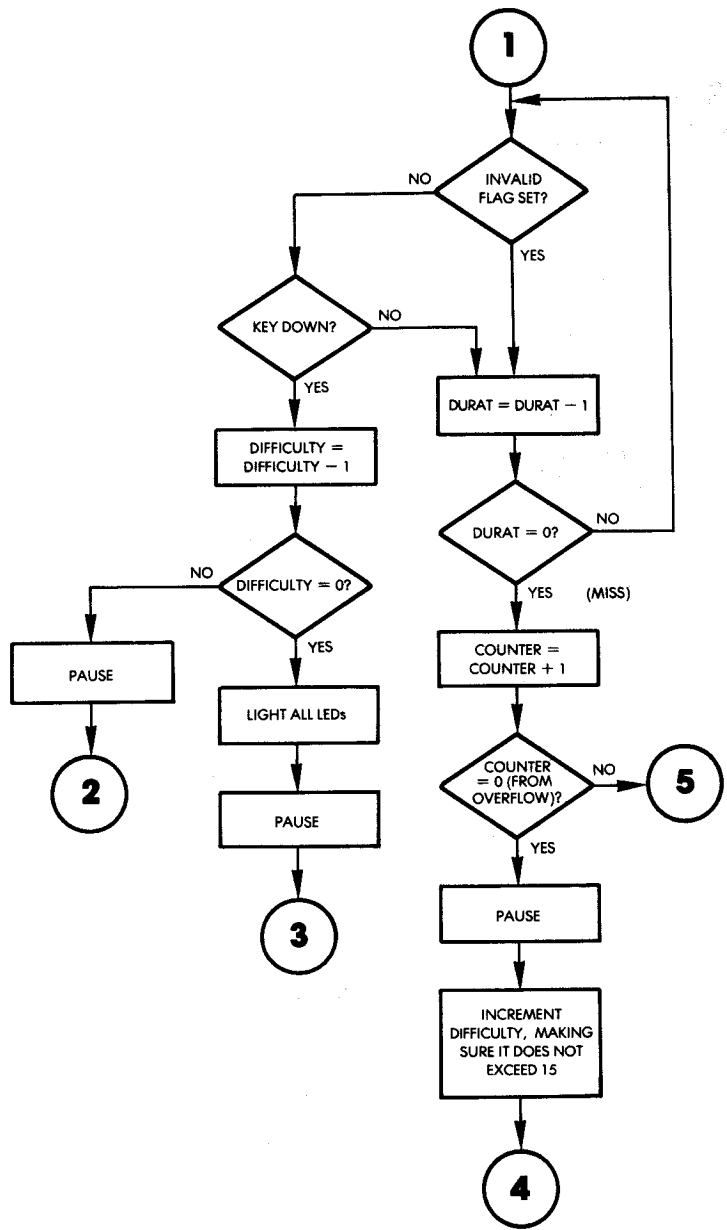 1
INVALID
FLAG SET?
NO
YES
KEY DOWN?
NO
YES
DURAT = DURAT − 1
DIFFICULTY =
DIFFICULTY − 1
DURAT = 0?
NO
YES
(MISS)
DIFFICULTY = 0?
NO
YES
PAUSE
2
LIGHT ALL LEDs
PAUSE
3
COUNTER =
COUNTER + 1
COUNTER
= 0 (FROM
OVERFLOW)?
NO
5
YES
PAUSE
INCREMENT
DIFFICULTY, MAKING
SURE IT DOES NOT
EXCEED 15
4